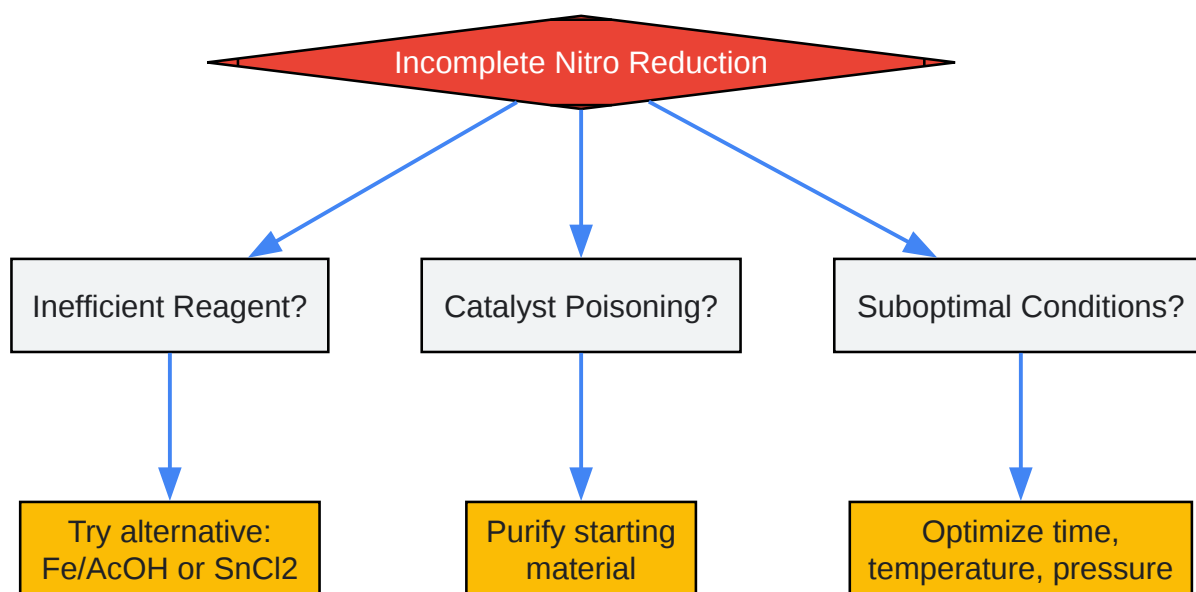 Incomplete Nitro Reduction
Inefficient Reagent?
Catalyst Poisoning?
Suboptimal Conditions?
Try alternative:
Fe/AcOH or SnCl2
Purify starting
material
Optimize time,
temperature, pressure